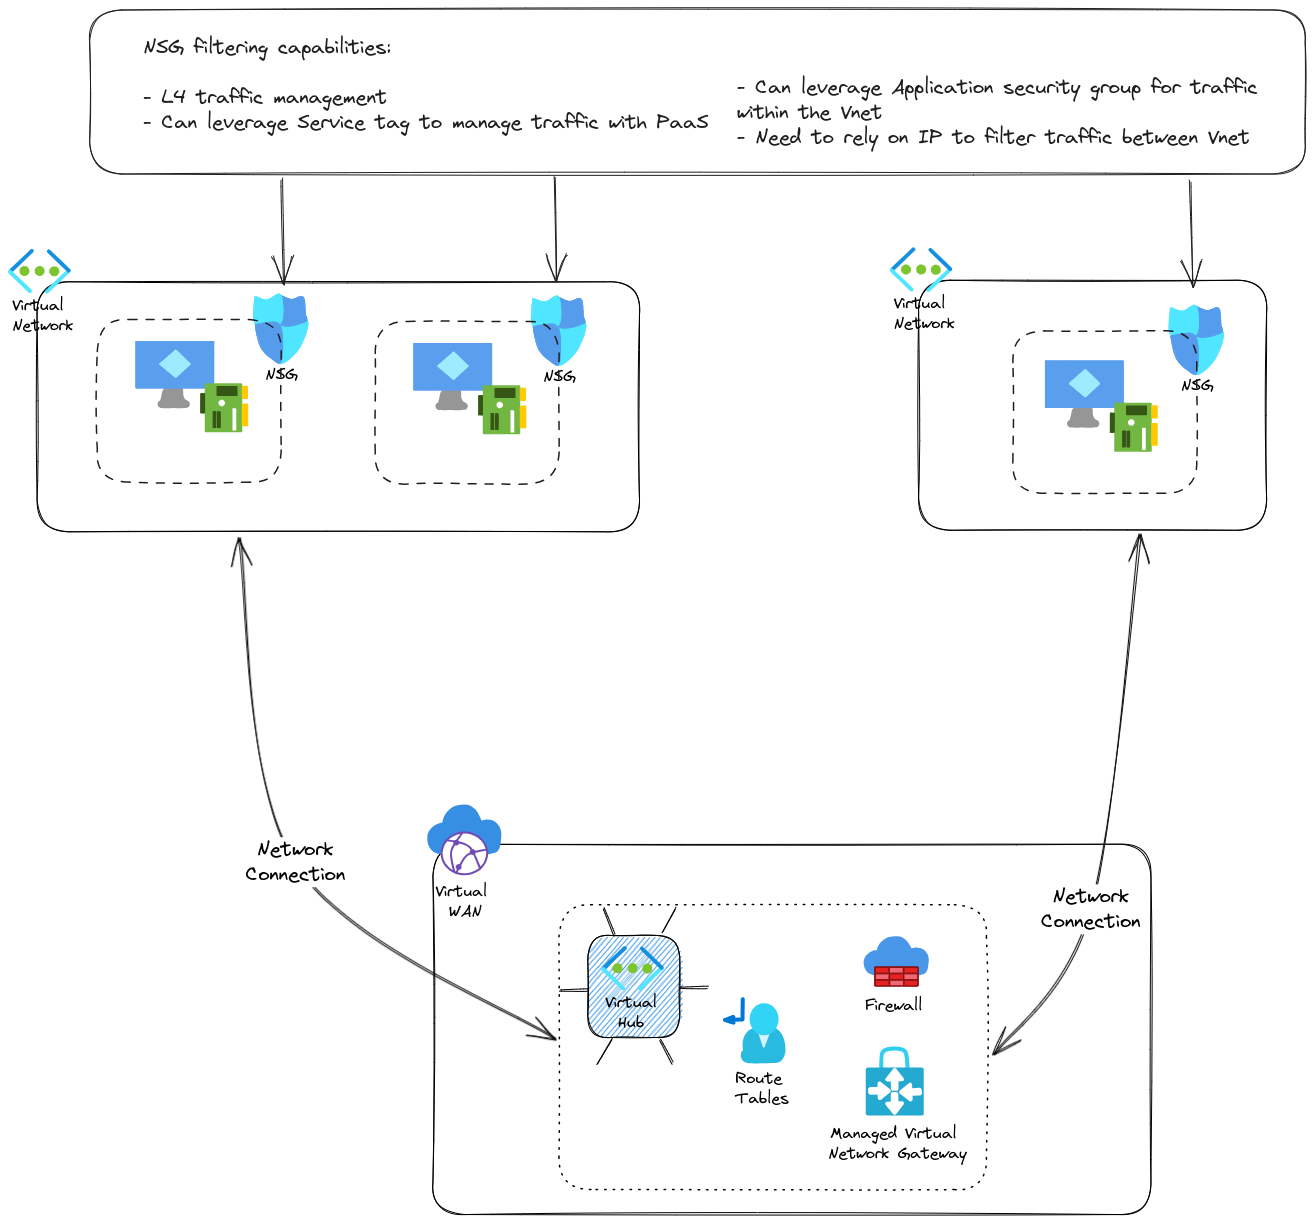 NSG filtering capabilities:
- L4 traffic management
- Can leverage Service tag to manage traffic with PaaS
- Can leverage Application security group for traffic
within the Vnet
- Need to rely on IP to filter traffic between Vnet
Virtual
Network
NSG
NSG
Virtual
Network
NSG
Network
Connection
Network
Connection
Virtual
WAN
Virtual
Hub
Route
Tables
Firewall
Managed Virtual
Network Gateway